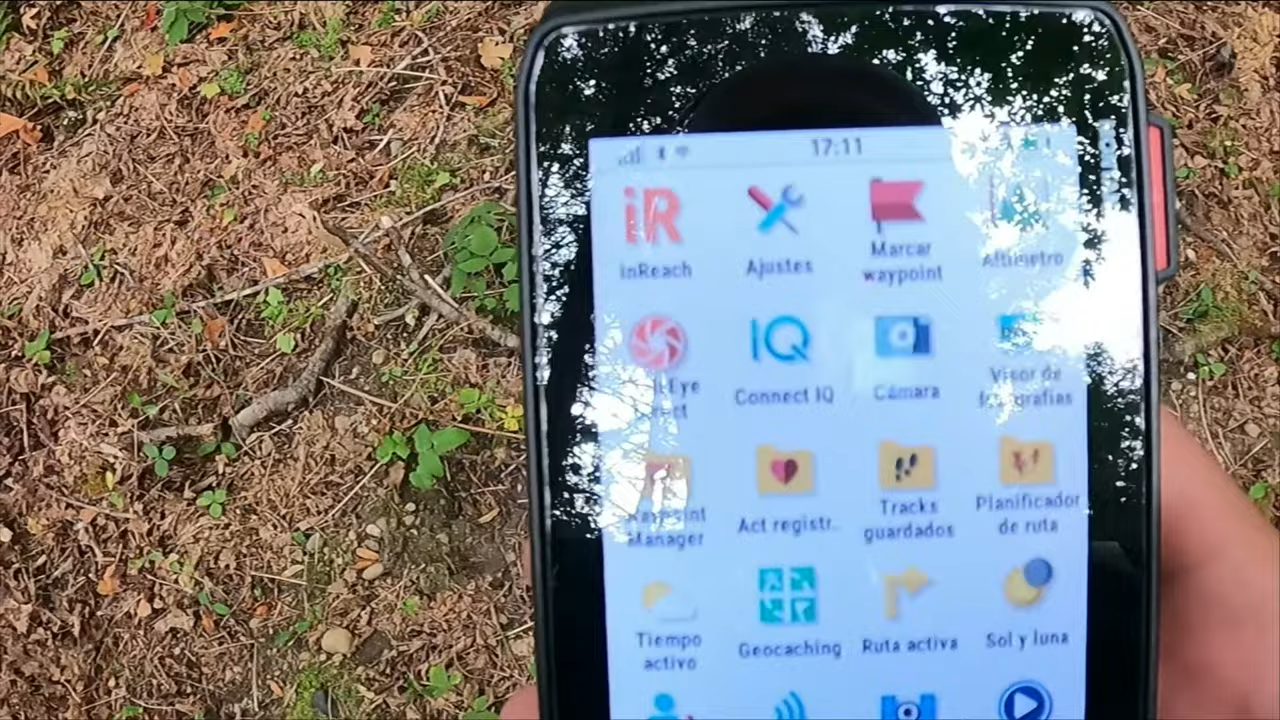 17:11
iR
inReach
Ajustes
Marcar
waypoint
Altímetro
IQ
Eye
Connect IQ
Cámara
Visor de
fotografías
Waypoint
Manager
Act registr..
Tracks
guardados
Planificador
de ruta
Tiempo
activo
Geocaching
Ruta activa
Sol y luna